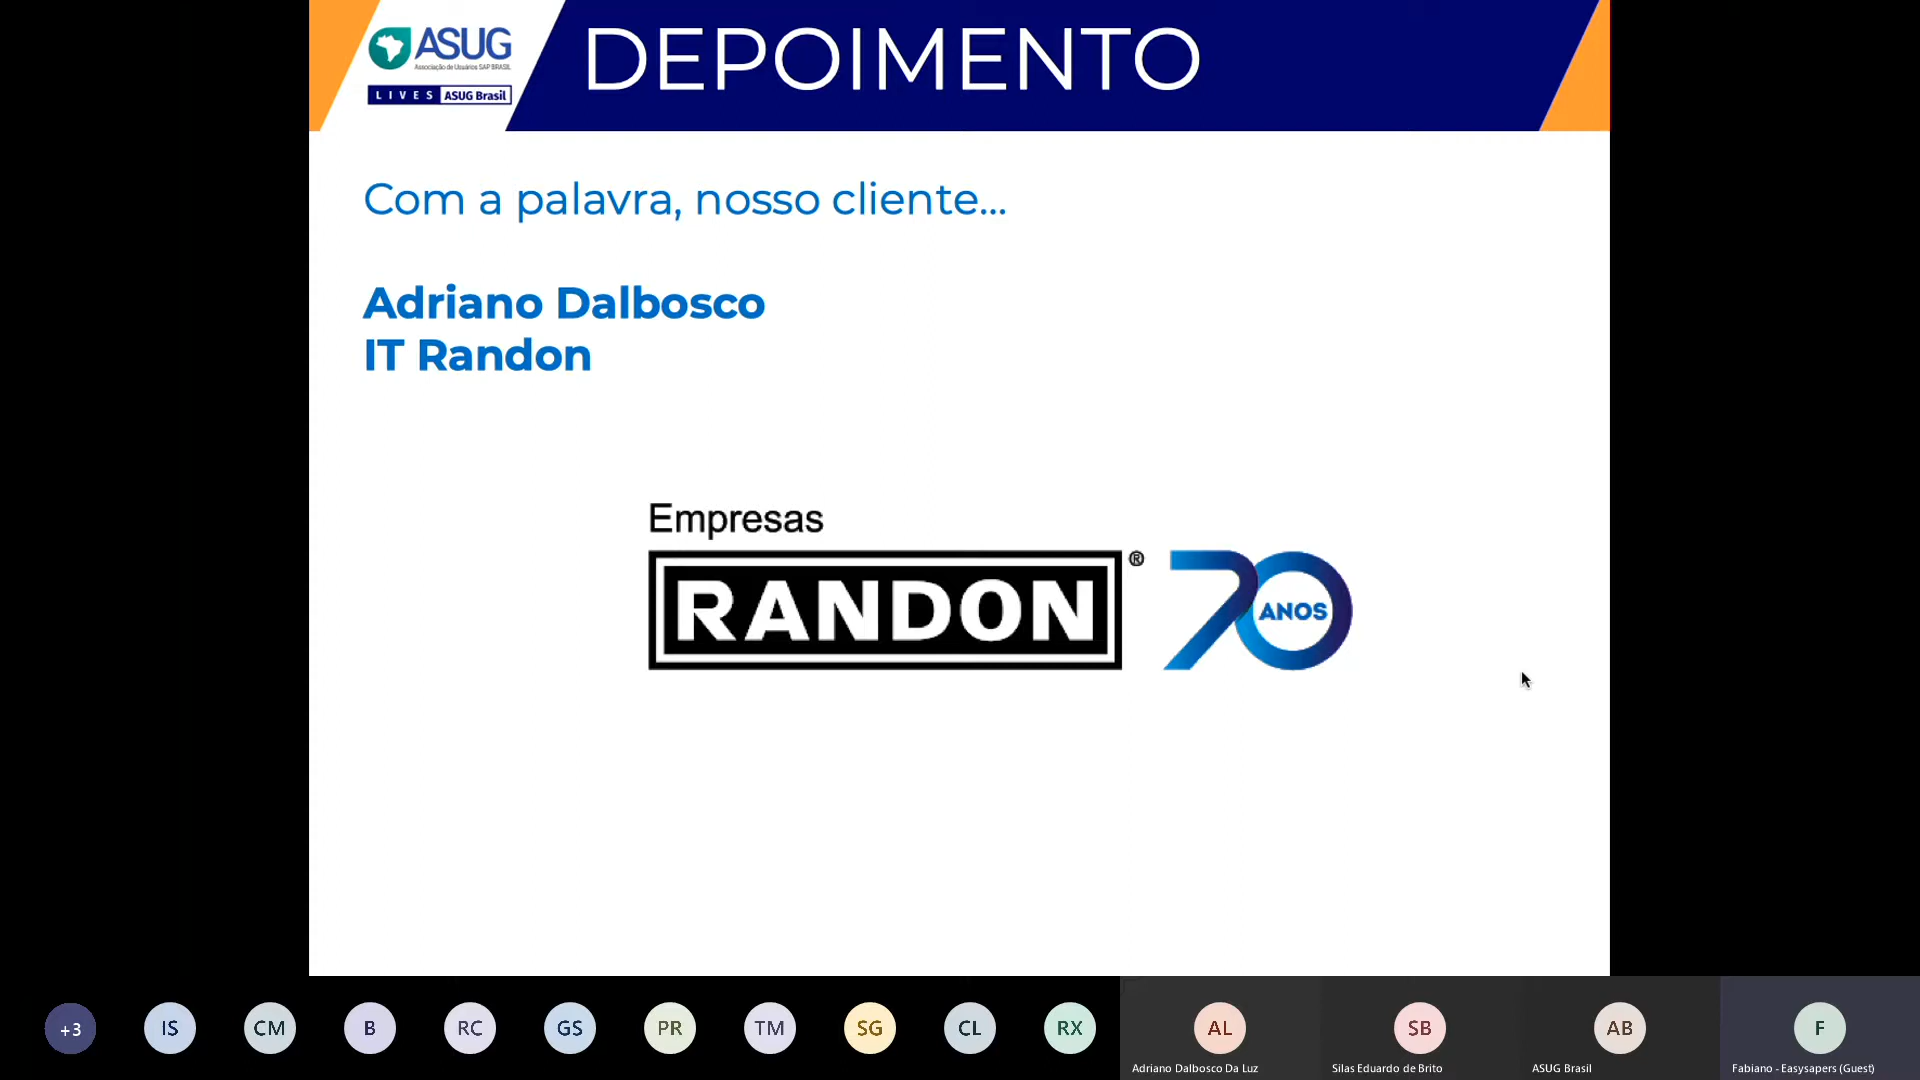 ASUG
Associação de Usuários SAP BRASIL
LIVES ASUG Brasil
DEPOIMENTO
Com a palavra, nosso cliente...
Adriano Dalbosco
IT Randon
Empresas
RANDON ®
70 ANOS
+3
IS
CM
B
RC
GS
PR
TM
SG
CL
RX
AL
SB
AB
F
Adriano Dalbosco Da Luz
Silas Eduardo de Brito
ASUG Brasil
Fabiano - Easysapers (Guest)